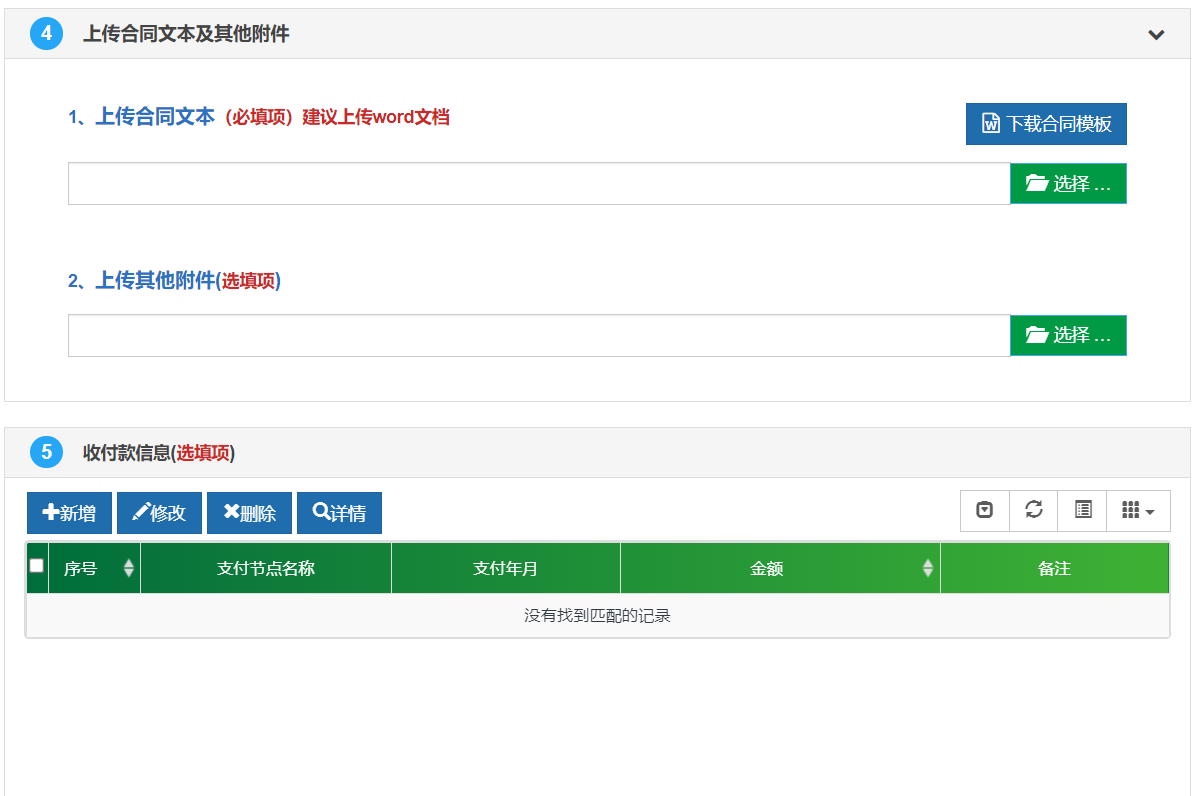 4 上传合同文本及其他附件
1、上传合同文本（必填项）建议上传word文档
下载合同模板
选择 ...
2、上传其他附件(选填项)
选择 ...
5 收付款信息(选填项)
新增 修改 删除 详情
序号 支付节点名称 支付年月 金额 备注
没有找到匹配的记录